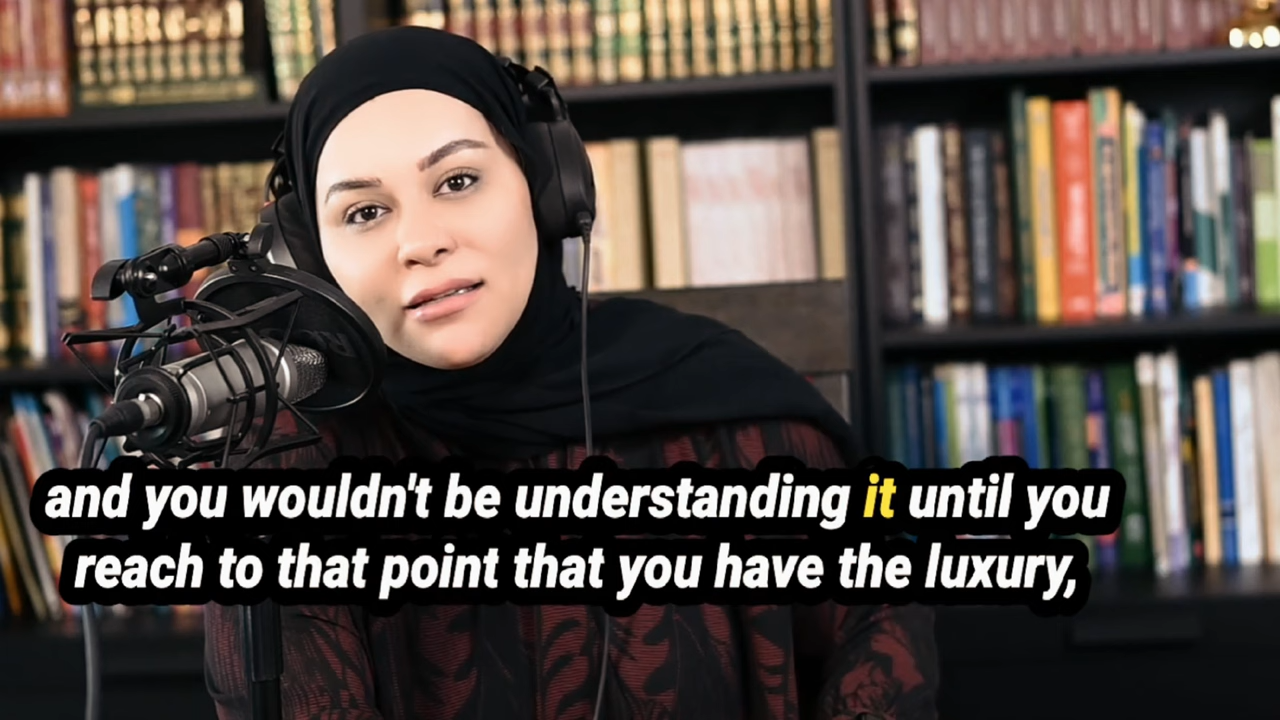 and you wouldn't be understanding it until you
reach to that point that you have the luxury,